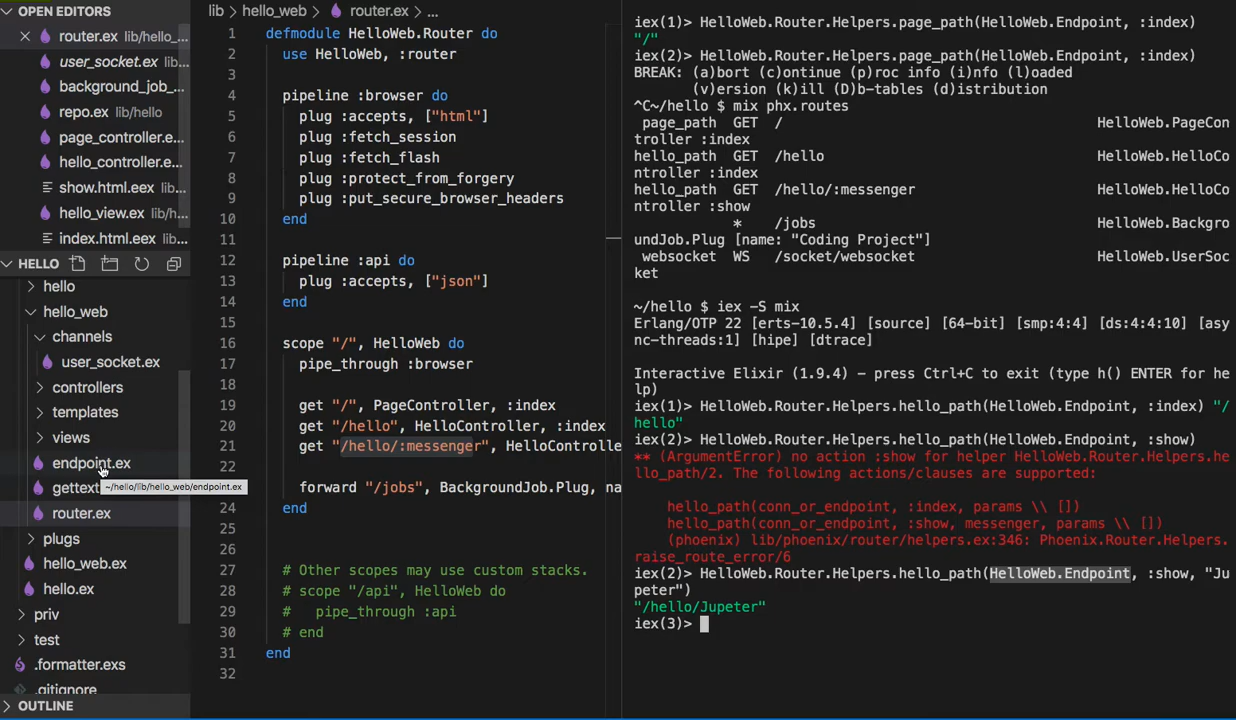 OPEN EDITORS
router.ex lib/hello_...
user_socket.ex lib...
background_job_...
repo.ex lib/hello
page_controller.e...
hello_controller.e...
show.html.eex lib...
hello_view.ex lib/h...
index.html.eex lib...
HELLO
hello
hello_web
channels
user_socket.ex
controllers
templates
views
endpoint.ex
gettext
~/hello/lib/hello_web/endpoint.ex
router.ex
plugs
hello_web.ex
hello.ex
priv
test
.formatter.exs
.gitignore
OUTLINE
lib > hello_web > router.ex > ...
1 defmodule HelloWeb.Router do
2 use HelloWeb, :router
3
4 pipeline :browser do
5 plug :accepts, ["html"]
6 plug :fetch_session
7 plug :fetch_flash
8 plug :protect_from_forgery
9 plug :put_secure_browser_headers
10 end
11
12 pipeline :api do
13 plug :accepts, ["json"]
14 end
15
16 scope "/", HelloWeb do
17 pipe_through :browser
18
19 get "/", PageController, :index
20 get "/hello", HelloController, :index
21 get "/hello/:messenger", HelloControlle
22
forward "/jobs", BackgroundJob.Plug, na
24 end
25
26
27 # Other scopes may use custom stacks.
28 # scope "/api", HelloWeb do
29 #   pipe_through :api
30 # end
31 end
32
iex(1)> HelloWeb.Router.Helpers.page_path(HelloWeb.Endpoint, :index)
"/"
iex(2)> HelloWeb.Router.Helpers.page_path(HelloWeb.Endpoint, :index)
BREAK: (a)bort (c)ontinue (p)roc info (i)nfo (l)oaded
(v)ersion (k)ill (D)b-tables (d)istribution
^C~/hello $ mix phx.routes
page_path  GET  /  HelloWeb.PageCon
troller :index
hello_path  GET  /hello  HelloWeb.HelloCo
ntroller :index
hello_path  GET  /hello/:messenger  HelloWeb.HelloCo
ntroller :show
*  /jobs  HelloWeb.Backgro
undJob.Plug [name: "Coding Project"]
websocket  WS  /socket/websocket  HelloWeb.UserSoc
ket
~/hello $ iex -S mix
Erlang/OTP 22 [erts-10.5.4] [source] [64-bit] [smp:4:4] [ds:4:4:10] [asy
nc-threads:1] [hipe] [dtrace]
Interactive Elixir (1.9.4) - press Ctrl+C to exit (type h() ENTER for he
lp)
iex(1)> HelloWeb.Router.Helpers.hello_path(HelloWeb.Endpoint, :index) "/
hello"
iex(2)> HelloWeb.Router.Helpers.hello_path(HelloWeb.Endpoint, :show)
** (ArgumentError) no action :show for helper HelloWeb.Router.Helpers.he
llo_path/2. The following actions/clauses are supported:
hello_path(conn_or_endpoint, :index, params \\ [])
hello_path(conn_or_endpoint, :show, messenger, params \\ [])
(phoenix) lib/phoenix/router/helpers.ex:346: Phoenix.Router.Helpers.
raise_route_error/6
iex(2)> HelloWeb.Router.Helpers.hello_path(HelloWeb.Endpoint, :show, "Ju
peter")
"/hello/Jupeter"
iex(3)>